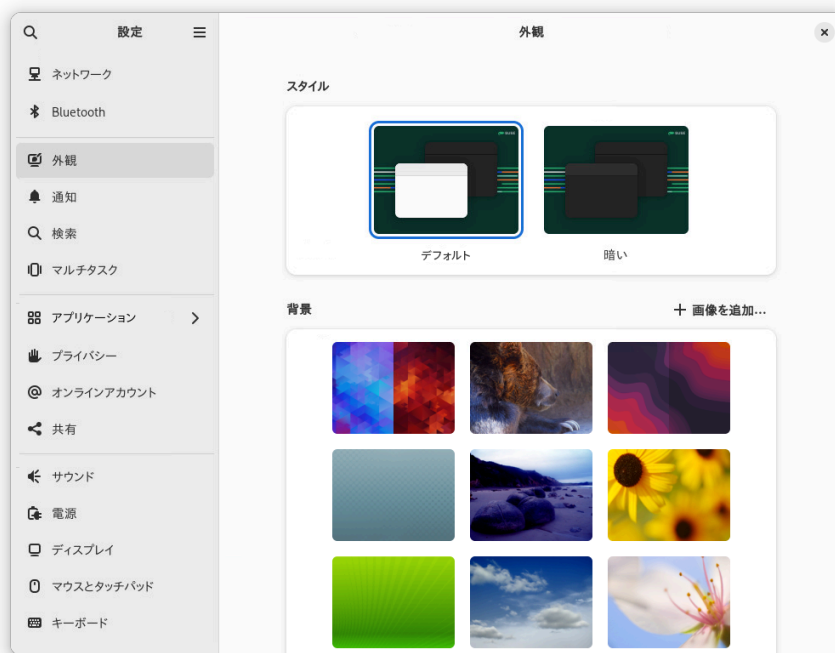 設定
外観
ネットワーク
Bluetooth
外観
通知
検索
マルチタスク
アプリケーション
プライバシー
オンラインアカウント
共有
サウンド
電源
ディスプレイ
マウスとタッチパッド
キーボード
スタイル
デフォルト
暗い
背景
画像を追加...